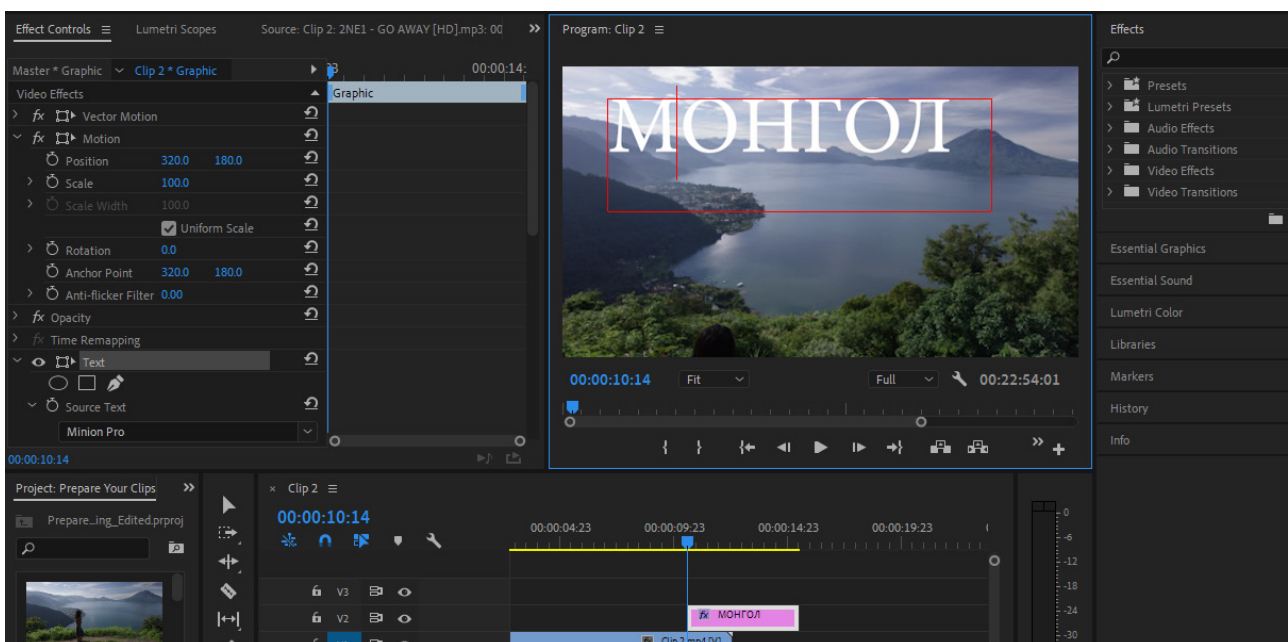 Effect Controls
Lumetri Scopes
Source: Clip 2: 2NE1 - GO AWAY [HD].mp3: 00
Master * Graphic
Clip 2 * Graphic
00:00:14:
Video Effects
Graphic
fx Vector Motion
fx Motion
Position 320.0 180.0
Scale 100.0
Scale Width 100.0
Uniform Scale
Rotation 0.0
Anchor Point 320.0 180.0
Anti-flicker Filter 0.00
fx Opacity
fx Time Remapping
Text
Source Text
Minion Pro
00:00:10:14
Program: Clip 2
МОНГОЛ
00:00:10:14
Fit
Full
00:22:54:01
Effects
Presets
Lumetri Presets
Audio Effects
Audio Transitions
Video Effects
Video Transitions
Essential Graphics
Essential Sound
Lumetri Color
Libraries
Markers
History
Info
Project: Prepare Your Clips
Prepare_ing_Edited.prproj
× Clip 2
00:00:10:14
00:00:04:23 00:00:09:23 00:00:14:23 00:00:19:23
V3
V2
fx МОНГОЛ
0
-6
-12
-18
-24
-30